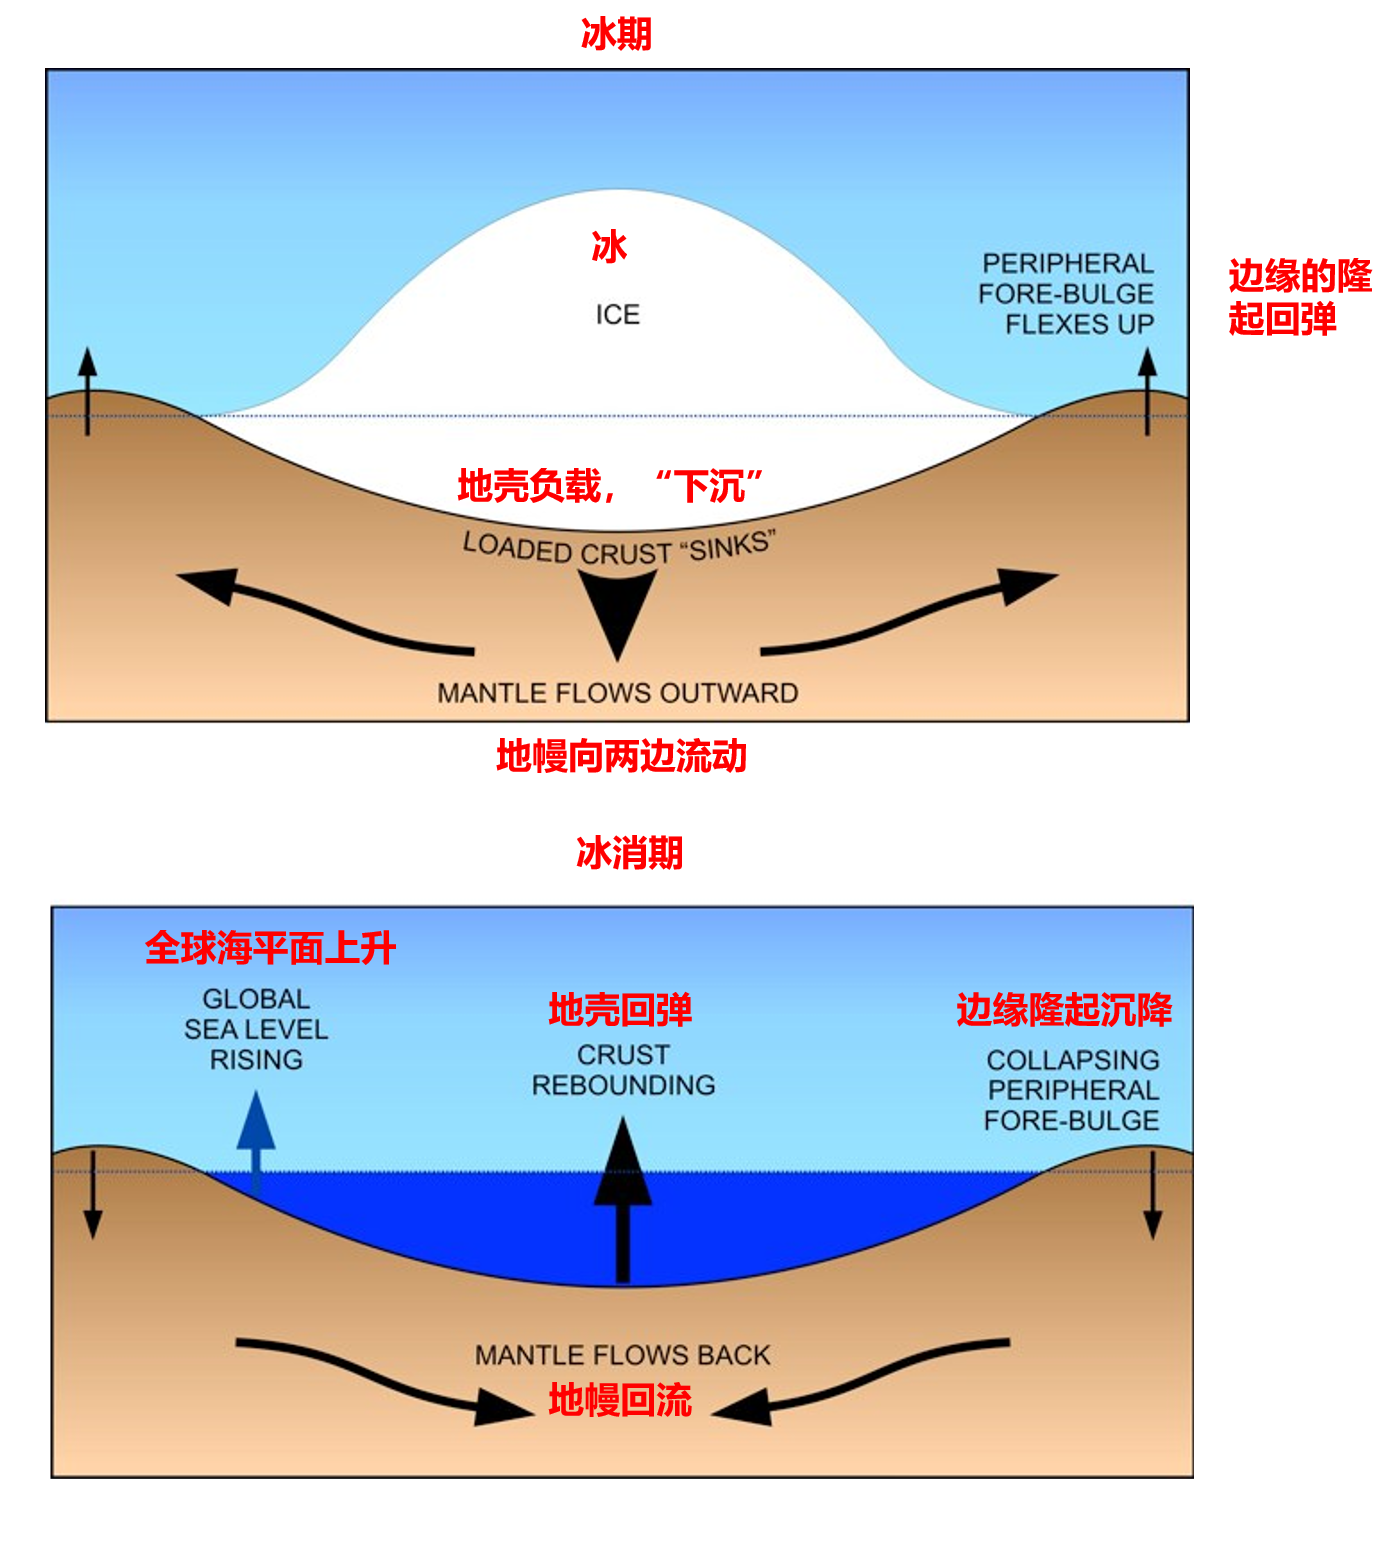 冰期
冰
ICE
PERIPHERAL
FORE-BULGE
FLEXES UP
边缘的隆
起回弹
地壳负载，“下沉”
LOADED CRUST “SINKS”
MANTLE FLOWS OUTWARD
地幔向两边流动
冰消期
全球海平面上升
GLOBAL
SEA LEVEL
RISING
地壳回弹
CRUST
REBOUNDING
边缘隆起沉降
COLLAPSING
PERIPHERAL
FORE-BULGE
MANTLE FLOWS BACK
地幔回流